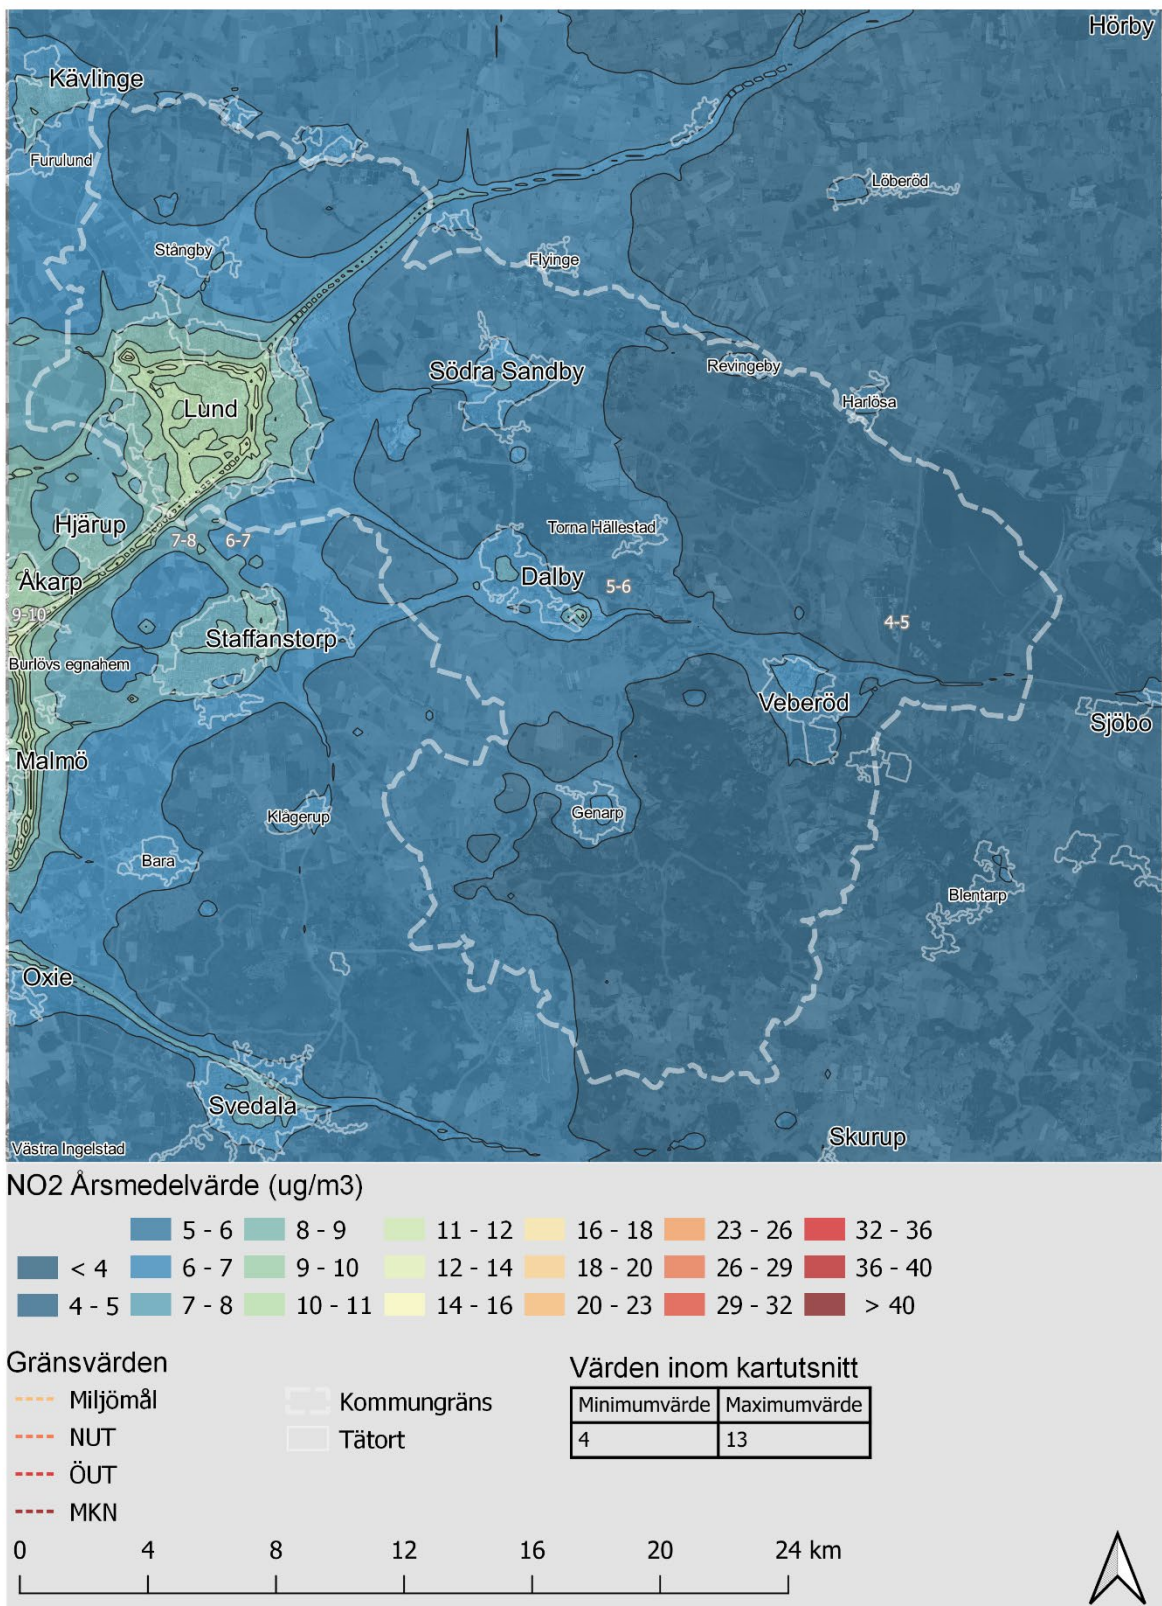 Hörby
Kävlinge
Furulund
Löberöd
Stångby
Flyinge
Revingeby
Södra Sandby
Harlösa
Lund
Hjärup
Torna Hällestad
7-8
6-7
Åkarp
Dalby
5-6
9-10
4-5
Staffanstorp
Burlövs egnahem
Veberöd
Sjöbo
Malmö
Klågerup
Genarp
Bara
Blentarp
Oxie
Svedala
Skurup
Västra Ingelstad
NO2 Årsmedelvärde (ug/m3)
5 - 6 8 - 9 11 - 12 16 - 18 23 - 26 32 - 36
< 4 6 - 7 9 - 10 12 - 14 18 - 20 26 - 29 36 - 40
4 - 5 7 - 8 10 - 11 14 - 16 20 - 23 29 - 32 > 40
Gränsvärden
Miljömål
NUT
ÖUT
MKN
Kommungräns
Tätort
Värden inom kartutsnitt
Minimumvärde Maximumvärde
4 13
0 4 8 12 16 20 24 km